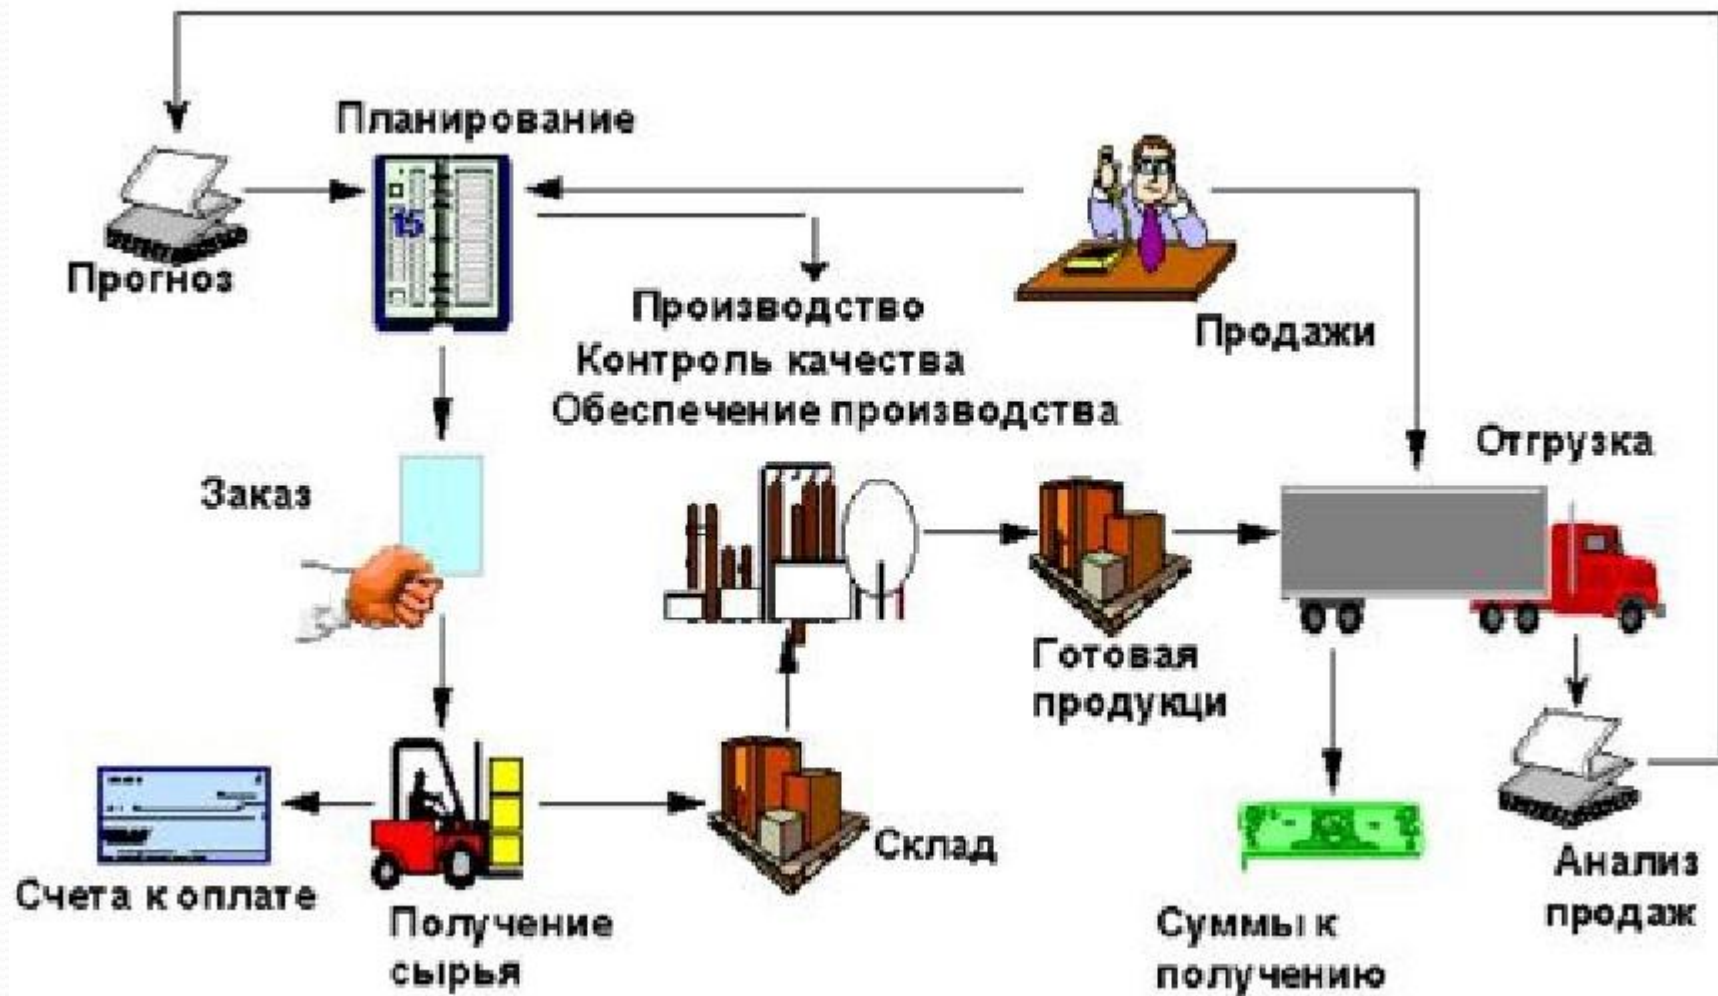 Планирование
15
Прогноз
Производство
Контроль качества
Обеспечение производства
Продажи
Отгрузка
Заказ
Готовая
продукци
Склад
Счета к оплате
Получение
сырья
Суммы к
получению
Анализ
продаж